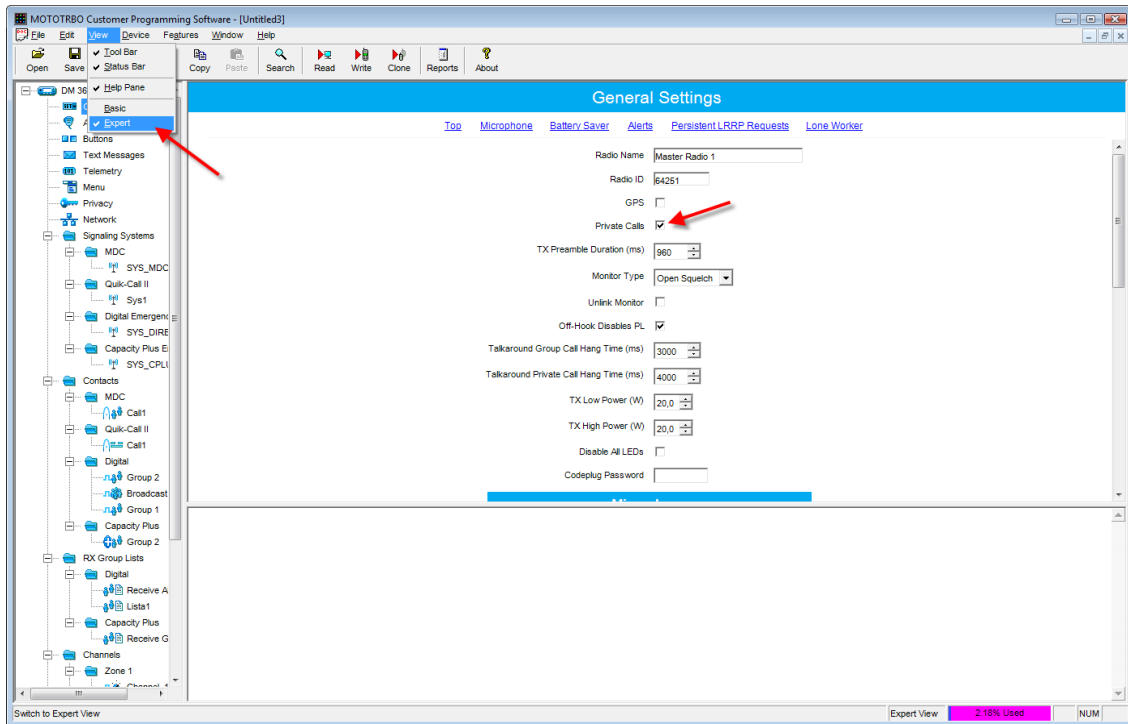 MOTOTRBO Customer Programming Software - [Untitled3]
File Edit View Device Features Window Help
Open Save Copy Paste Search Read Write Clone Reports About
Tool Bar
Status Bar
Help Pane
Basic
Expert
DM 36
Buttons
Text Messages
Telemetry
Menu
Privacy
Network
Signaling Systems
MDC
SYS_MDC
Quik-Call II
Sys1
Digital Emergenc
SYS_DIRE
Capacity Plus E
SYS_CPLU
Contacts
MDC
Call1
Quik-Call II
Call1
Digital
Group 2
Broadcast
Group 1
Capacity Plus
Group 2
RX Group Lists
Digital
Receive A
Lista1
Capacity Plus
Receive G
Channels
Zone 1
General Settings
Top Microphone Battery Saver Alerts Persistent LRRP Requests Lone Worker
Radio Name Master Radio 1
Radio ID 64251
GPS
Private Calls
TX Preamble Duration (ms) 960
Monitor Type Open Squelch
Unlink Monitor
Off-Hook Disables PL
Talkaround Group Call Hang Time (ms) 3000
Talkaround Private Call Hang Time (ms) 4000
TX Low Power (W) 20,0
TX High Power (W) 20,0
Disable All LEDs
Codeplug Password
Switch to Expert View
Expert View 2.18% Used NUM